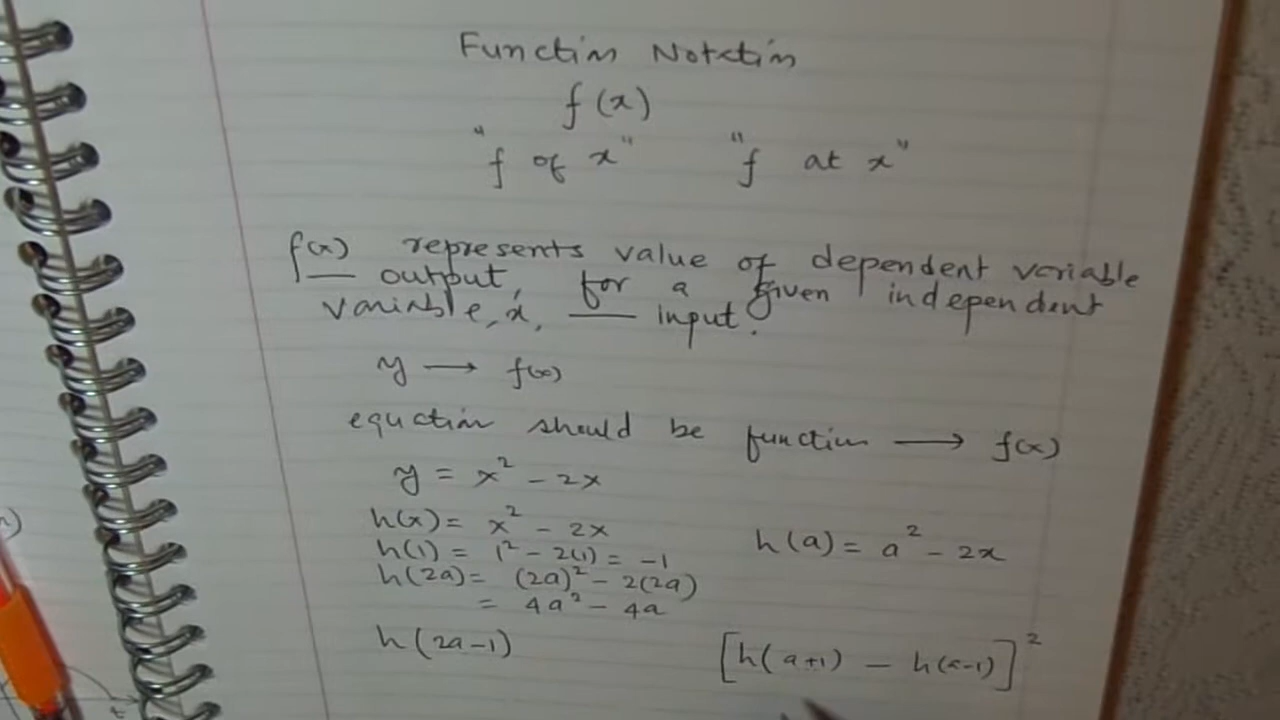 Function Notation
f(x)
"f of x" "f at x"
f(x) represents value of dependent variable
— output, for a given independent
variable, x, — input.
y → f(x)
equation should be function → f(x)
y = x² - 2x
h(x) = x² - 2x
h(1) = 1² - 2(1) = -1
h(a) = a² - 2x
h(2a) = (2a)² - 2(2a)
= 4a² - 4a
h(2a-1) [h(a+1) - h(a-1)]²
t